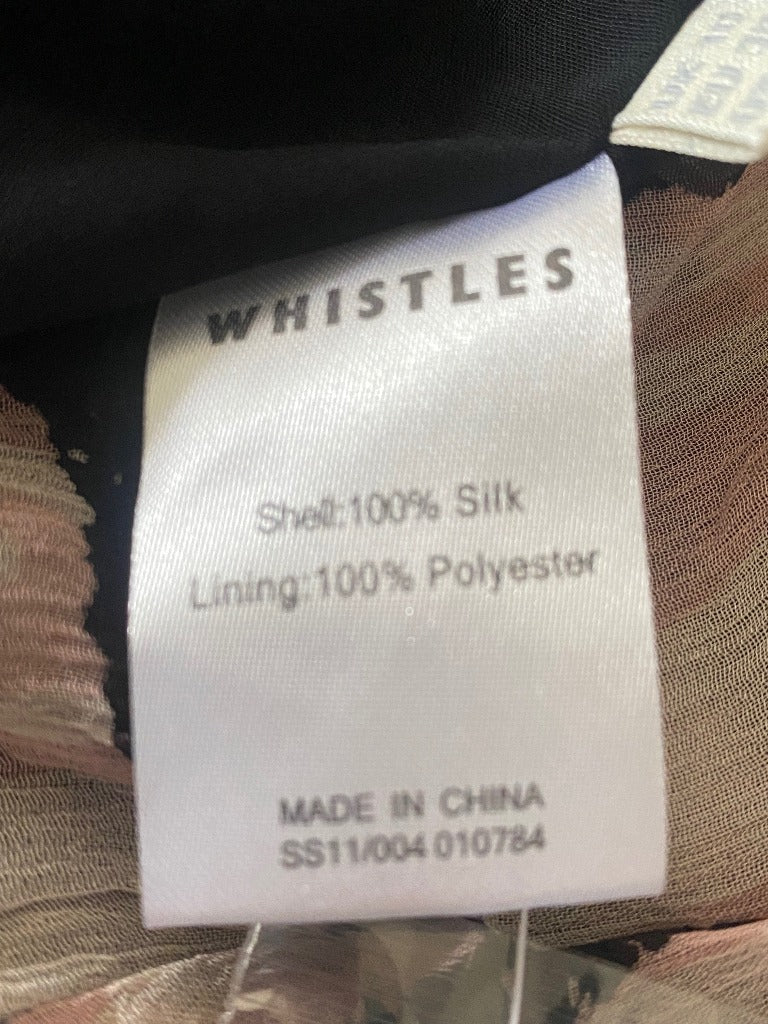 WHISTLES
Shell:100% Silk
Lining:100% Polyester
MADE IN CHINA
SS11/004 010784